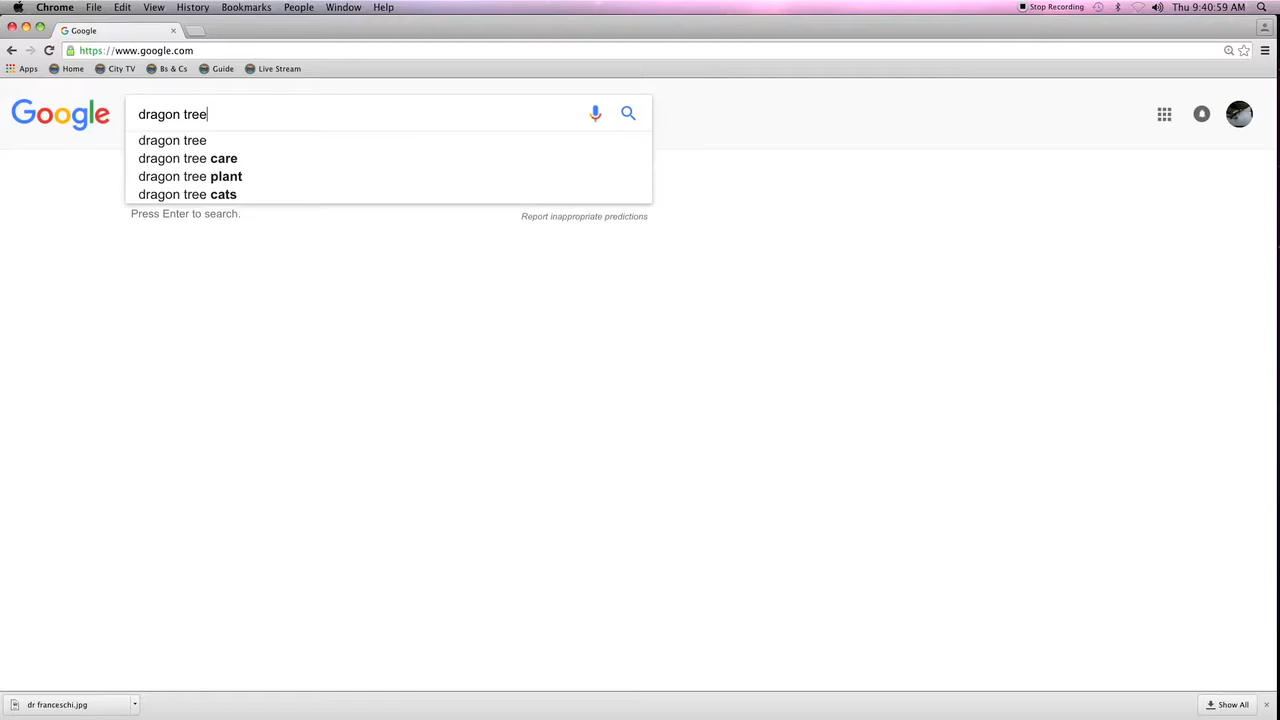 Chrome File Edit View History Bookmarks People Window Help Stop Recording Thu 9:40:59 AM
Google
https://www.google.com
Apps Home City TV Bs & Cs Guide Live Stream
Google dragon tree
dragon tree
dragon tree care
dragon tree plant
dragon tree cats
Press Enter to search. Report inappropriate predictions
dr franceschi.jpg Show All